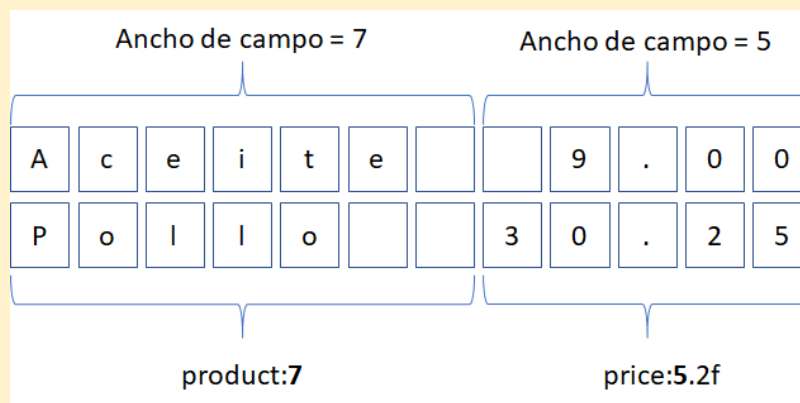 Ancho de campo = 7 Ancho de campo = 5
A c e i t e 9 . 0 0
P o l l o 3 0 . 2 5
product:7 price:5.2f